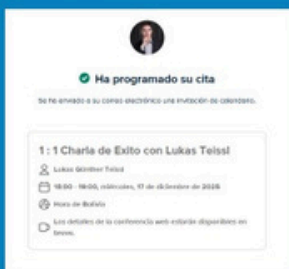 Ha programado su cita
Se ha enviado a su correo electrónico una invitación de calendario.
1 : 1 Charla de Exito con Lukas Teissl
Lukas Günther Teissl
18:00 - 19:00, miércoles, 17 de diciembre de 2025
Hora de Bolivia
Los detalles de la conferencia web estarán disponibles en
breve.